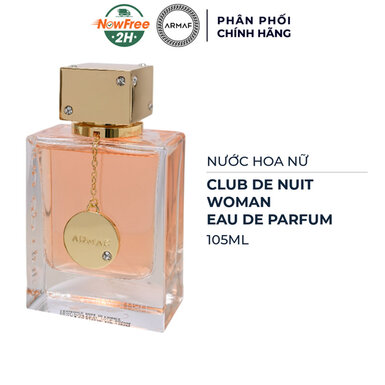 NowFree
2H
ARMAF
PHÂN PHỐI
CHÍNH HÃNG
NƯỚC HOA NỮ
CLUB DE NUIT
WOMAN
EAU DE PARFUM
105ML
ARMAF